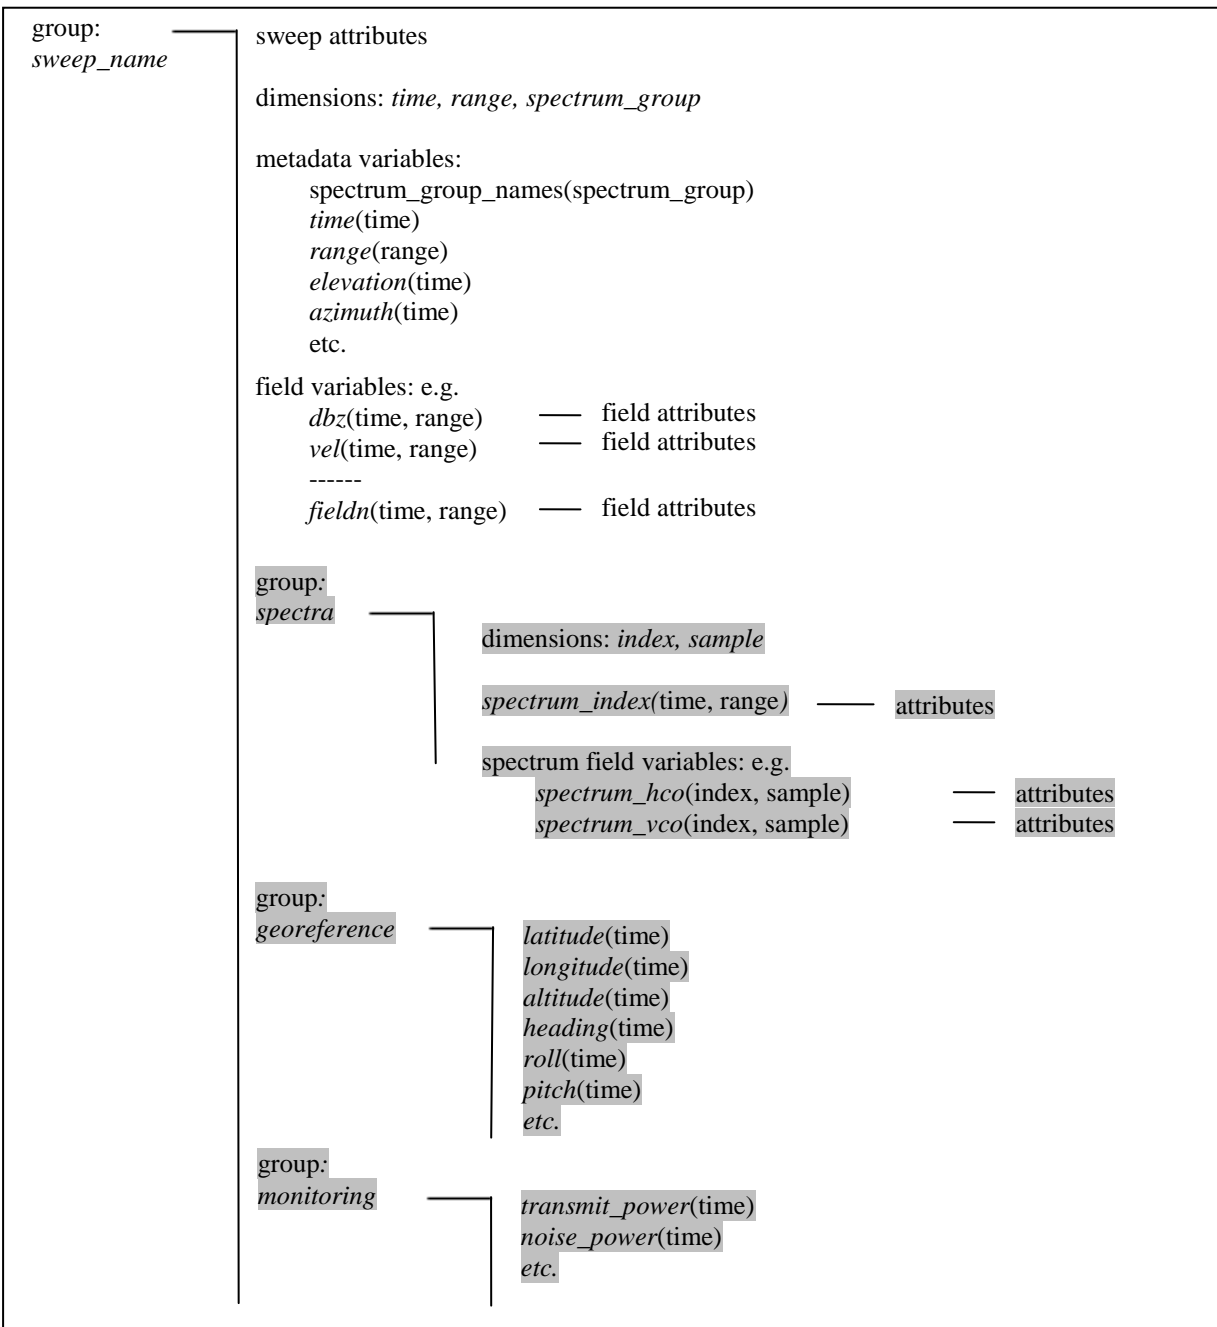 group:
sweep_name
sweep attributes
dimensions: time, range, spectrum_group
metadata variables:
spectrum_group_names(spectrum_group)
time(time)
range(range)
elevation(time)
azimuth(time)
etc.
field variables: e.g.
dbz(time, range) field attributes
vel(time, range) field attributes
------
fieldn(time, range) field attributes
group:
spectra
dimensions: index, sample
spectrum_index(time, range) attributes
spectrum field variables: e.g.
spectrum_hco(index, sample) attributes
spectrum_vco(index, sample) attributes
group:
georeference
latitude(time)
longitude(time)
altitude(time)
heading(time)
roll(time)
pitch(time)
etc.
group:
monitoring
transmit_power(time)
noise_power(time)
etc.